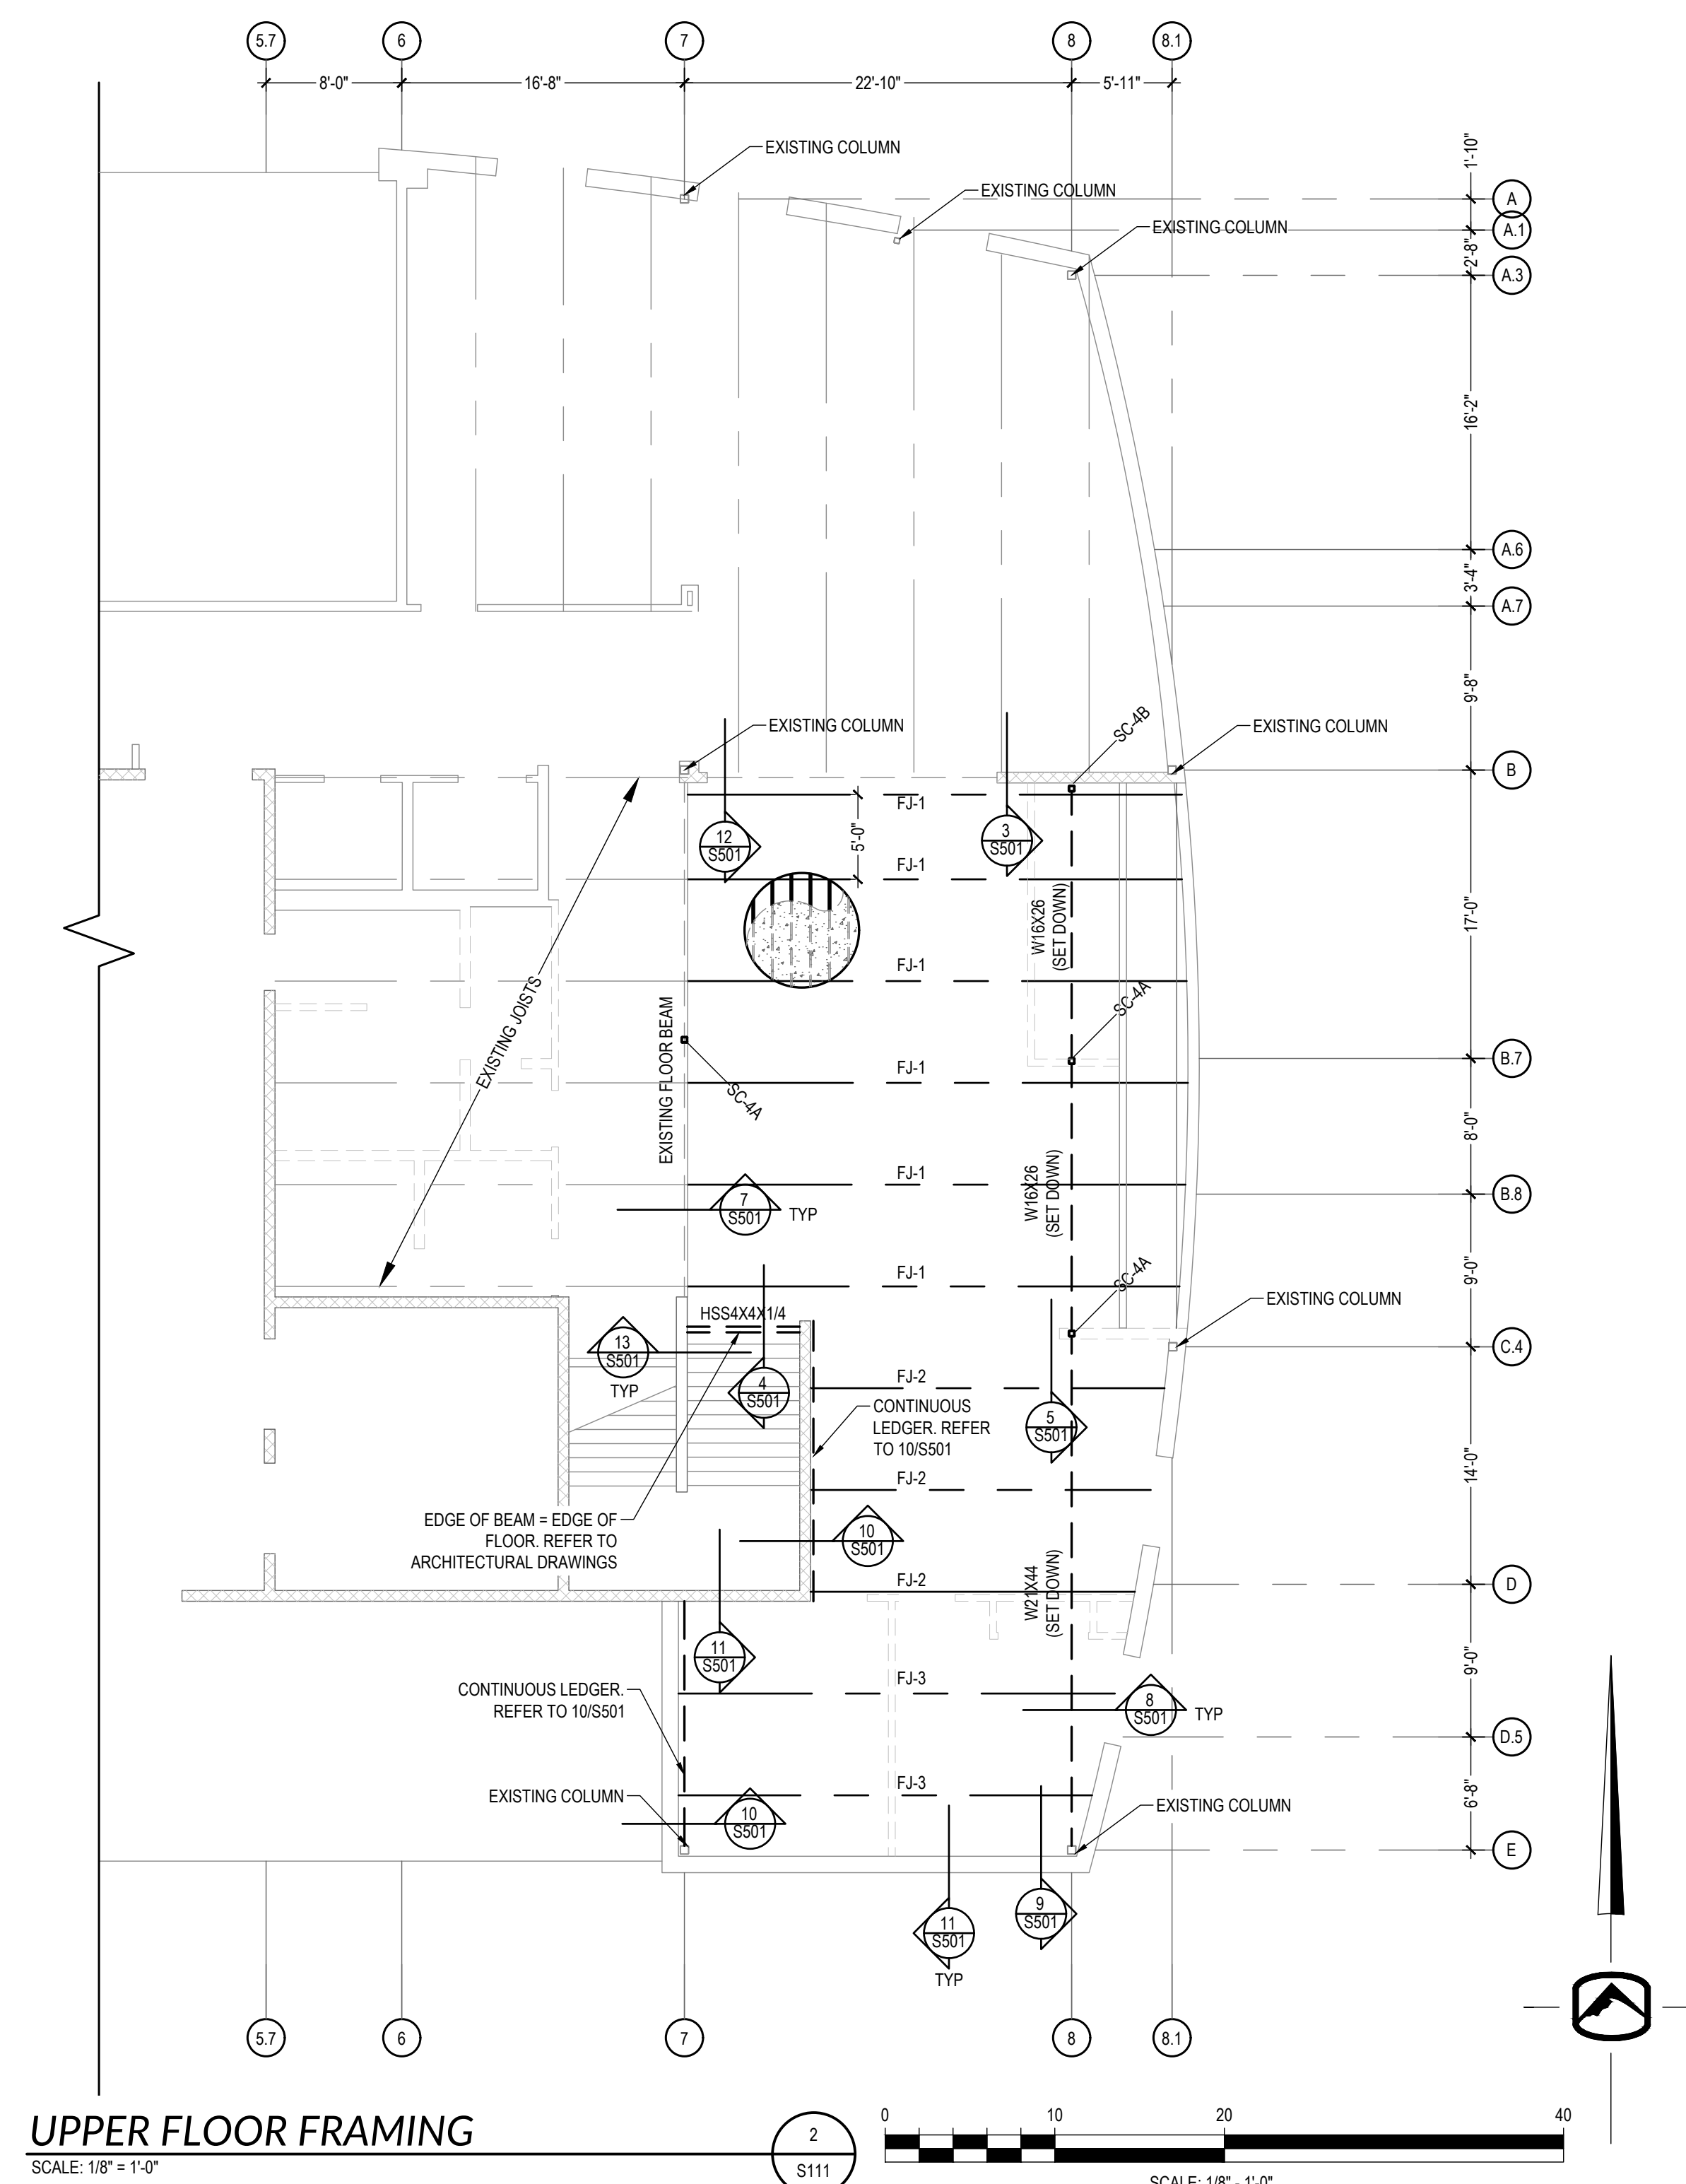 5.7
6
7
8
8.1
8'-0"
16'-8"
22'-10"
5'-11"
EXISTING COLUMN
1'-10"
EXISTING COLUMN
A
EXISTING COLUMN
A.1
2'-8"
A.3
16'-2"
A.6
3'-4"
A.7
9'-8"
SC-4B
EXISTING COLUMN
EXISTING COLUMN
B
FJ-1
12
S501
5'-0"
3
S501
FJ-1
W16X26
(SET DOWN)
17'-0"
FJ-1
SC-4A
EXISTING JOISTS
EXISTING FLOOR BEAM
B.7
FJ-1
SC-4A
8'-0"
FJ-1
W16X26
(SET DOWN)
B.8
7
S501
TYP
FJ-1
SC-4A
9'-0"
EXISTING COLUMN
HSS4X4X1/4
13
S501
TYP
C.4
4
S501
FJ-2
CONTINUOUS
LEDGER. REFER
TO 10/S501
5
S501
14'-0"
FJ-2
EDGE OF BEAM = EDGE OF
FLOOR. REFER TO
ARCHITECTURAL DRAWINGS
10
S501
FJ-2
W21X44
(SET DOWN)
D
11
S501
9'-0"
CONTINUOUS LEDGER.
REFER TO 10/S501
FJ-3
8
S501
TYP
D.5
FJ-3
EXISTING COLUMN
10
S501
EXISTING COLUMN
6'-8"
E
11
S501
TYP
9
S501
5.7
6
7
8
8.1
UPPER FLOOR FRAMING
SCALE: 1/8" = 1'-0"
2
S111
0
10
20
40
SCALE: 1/8" - 1'-0"